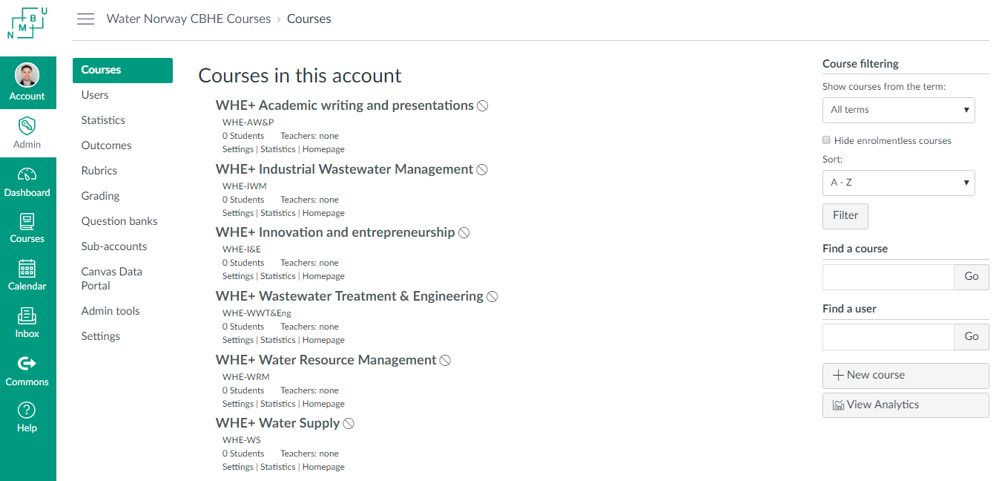 NMBU
Water Norway CBHE Courses › Courses
Account
Admin
Dashboard
Courses
Calendar
Inbox
Commons
Help
Courses
Users
Statistics
Outcomes
Rubrics
Grading
Question banks
Sub-accounts
Canvas Data
Portal
Admin tools
Settings
Courses in this account
WHE+ Academic writing and presentations
WHE-AW&P
0 Students Teachers: none
Settings | Statistics | Homepage
WHE+ Industrial Wastewater Management
WHE-IWM
0 Students Teachers: none
Settings | Statistics | Homepage
WHE+ Innovation and entrepreneurship
WHE-I&E
0 Students Teachers: none
Settings | Statistics | Homepage
WHE+ Wastewater Treatment & Engineering
WHE-WWT&Eng
0 Students Teachers: none
Settings | Statistics | Homepage
WHE+ Water Resource Management
WHE-WRM
0 Students Teachers: none
Settings | Statistics | Homepage
WHE+ Water Supply
WHE-WS
0 Students Teachers: none
Settings | Statistics | Homepage
Course filtering
Show courses from the term:
All terms
Hide enrolmentless courses
Sort:
A - Z
Filter
Find a course
Go
Find a user
Go
New course
View Analytics